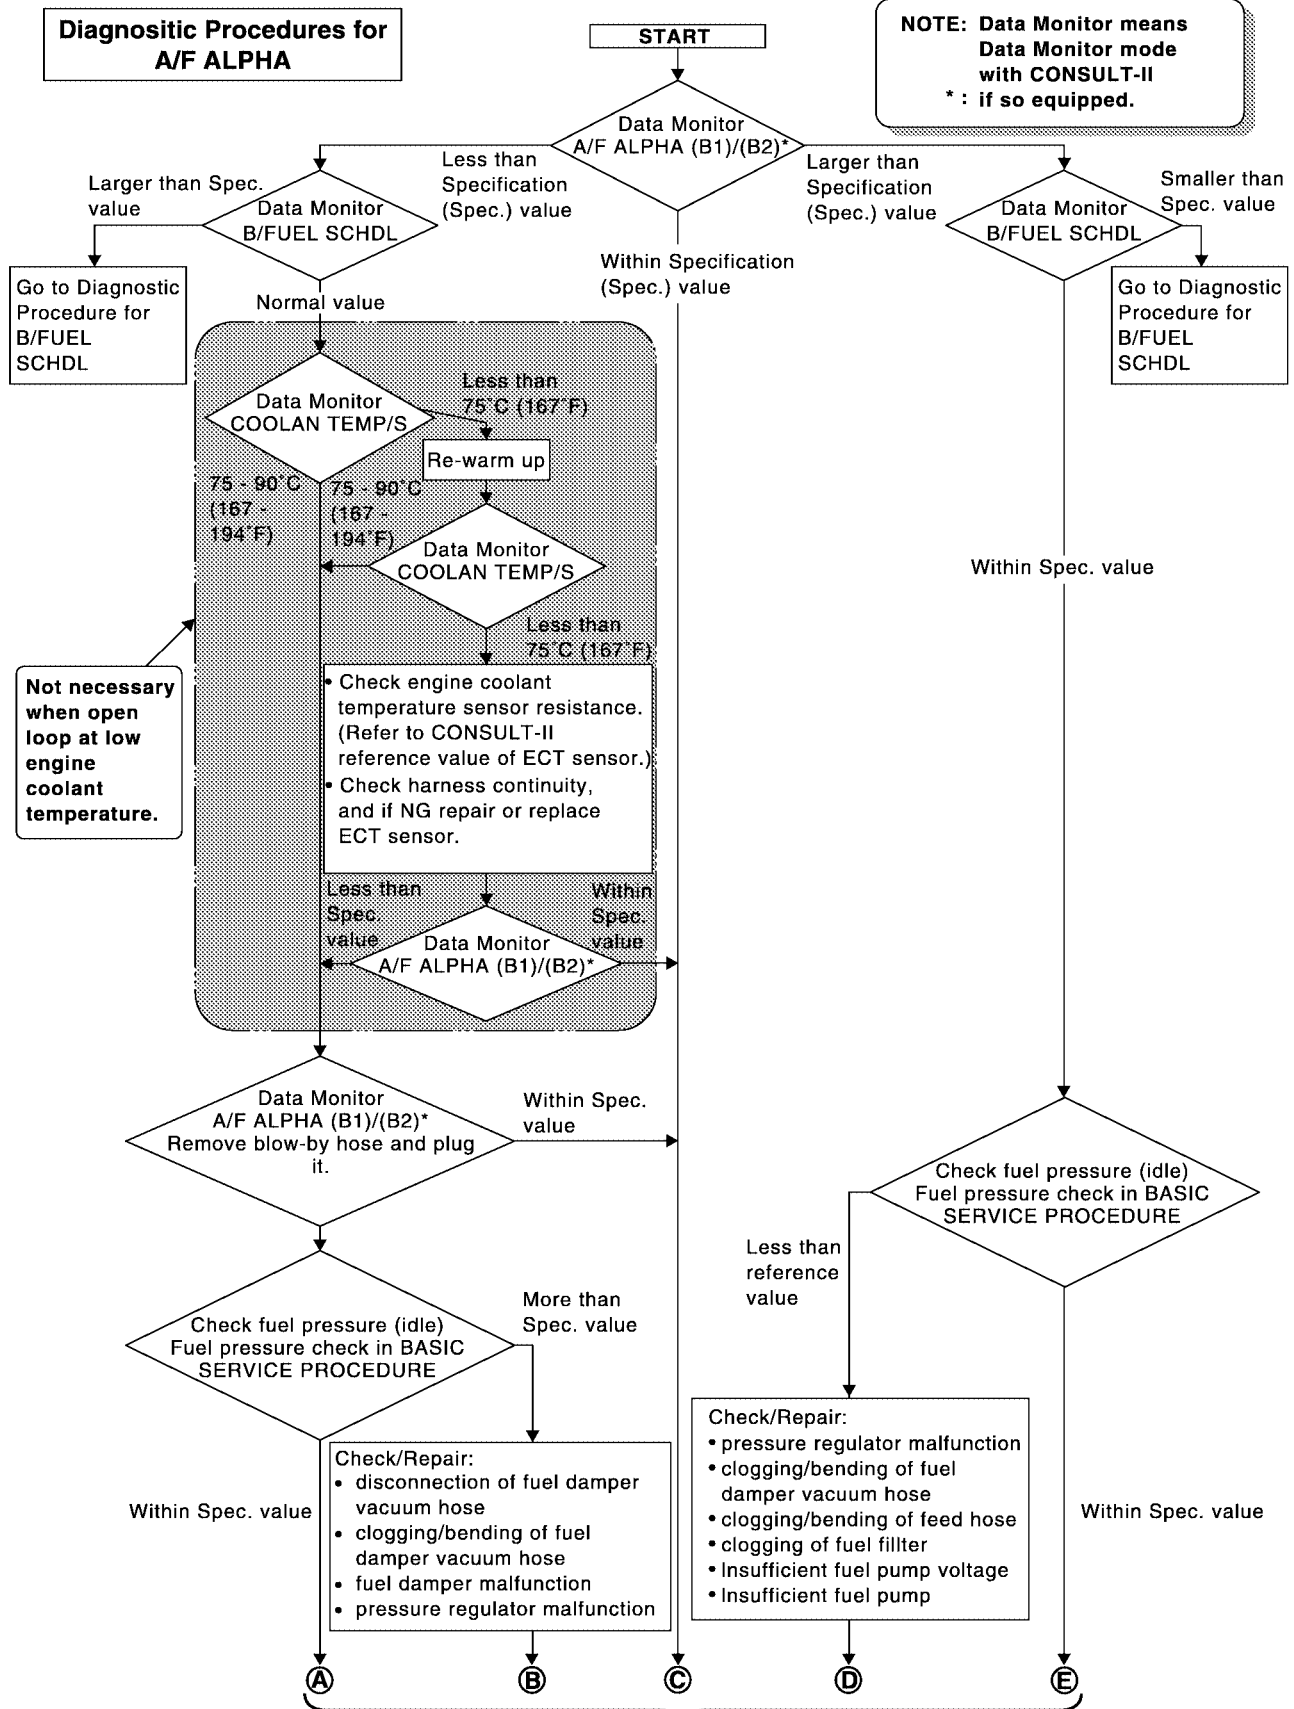 Diagnositic Procedures for
A/F ALPHA
START
NOTE: Data Monitor means
Data Monitor mode
with CONSULT-II
* : if so equipped.
Data Monitor
A/F ALPHA (B1)/(B2)*
Less than
Specification
(Spec.) value
Larger than
Specification
(Spec.) value
Within Specification
(Spec.) value
Larger than Spec.
value
Data Monitor
B/FUEL SCHDL
Smaller than
Spec. value
Data Monitor
B/FUEL SCHDL
Go to Diagnostic
Procedure for
B/FUEL
SCHDL
Normal value
Go to Diagnostic
Procedure for
B/FUEL
SCHDL
Data Monitor
COOLAN TEMP/S
Less than
75°C (167°F)
Re-warm up
75 - 90°C
(167 -
194°F)
75 - 90°C
(167 -
194°F)
Data Monitor
COOLAN TEMP/S
Within Spec. value
Less than
75°C (167°F)
Not necessary
when open
loop at low
engine
coolant
temperature.
• Check engine coolant
temperature sensor resistance.
(Refer to CONSULT-II
reference value of ECT sensor.)
• Check harness continuity,
and if NG repair or replace
ECT sensor.
Less than
Spec.
value
Within
Spec.
value
Data Monitor
A/F ALPHA (B1)/(B2)*
Data Monitor
A/F ALPHA (B1)/(B2)*
Remove blow-by hose and plug
it.
Within Spec.
value
Check fuel pressure (idle)
Fuel pressure check in BASIC
SERVICE PROCEDURE
Less than
reference
value
Check fuel pressure (idle)
Fuel pressure check in BASIC
SERVICE PROCEDURE
More than
Spec. value
Within Spec. value
Check/Repair:
• disconnection of fuel damper
vacuum hose
• clogging/bending of fuel
damper vacuum hose
• fuel damper malfunction
• pressure regulator malfunction
Check/Repair:
• pressure regulator malfunction
• clogging/bending of fuel
damper vacuum hose
• clogging/bending of feed hose
• clogging of fuel fillter
• Insufficient fuel pump voltage
• Insufficient fuel pump
Within Spec. value
A
B
C
D
E